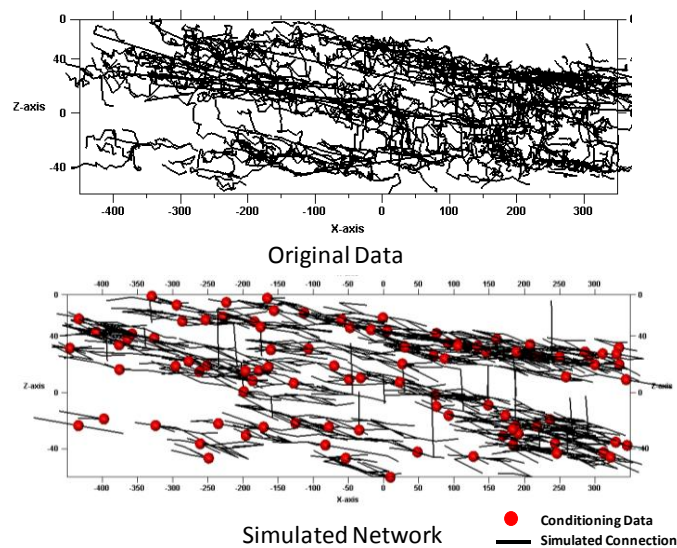 0
40
Z-axis
0
-40
-400 -300 -200 -100 0 100 200 300
X-axis
Original Data
-400 -350 -300 -250 -200 -150 -100 -50 0 50 100 150 200 250 300
0 0
40 40
Z-axis Z-axis
0 0
-40 -40
-400 -350 -300 -250 -200 -150 -100 -50 0 50 100 150 200 250 300
X-axis
Simulated Network
Conditioning Data
Simulated Connection